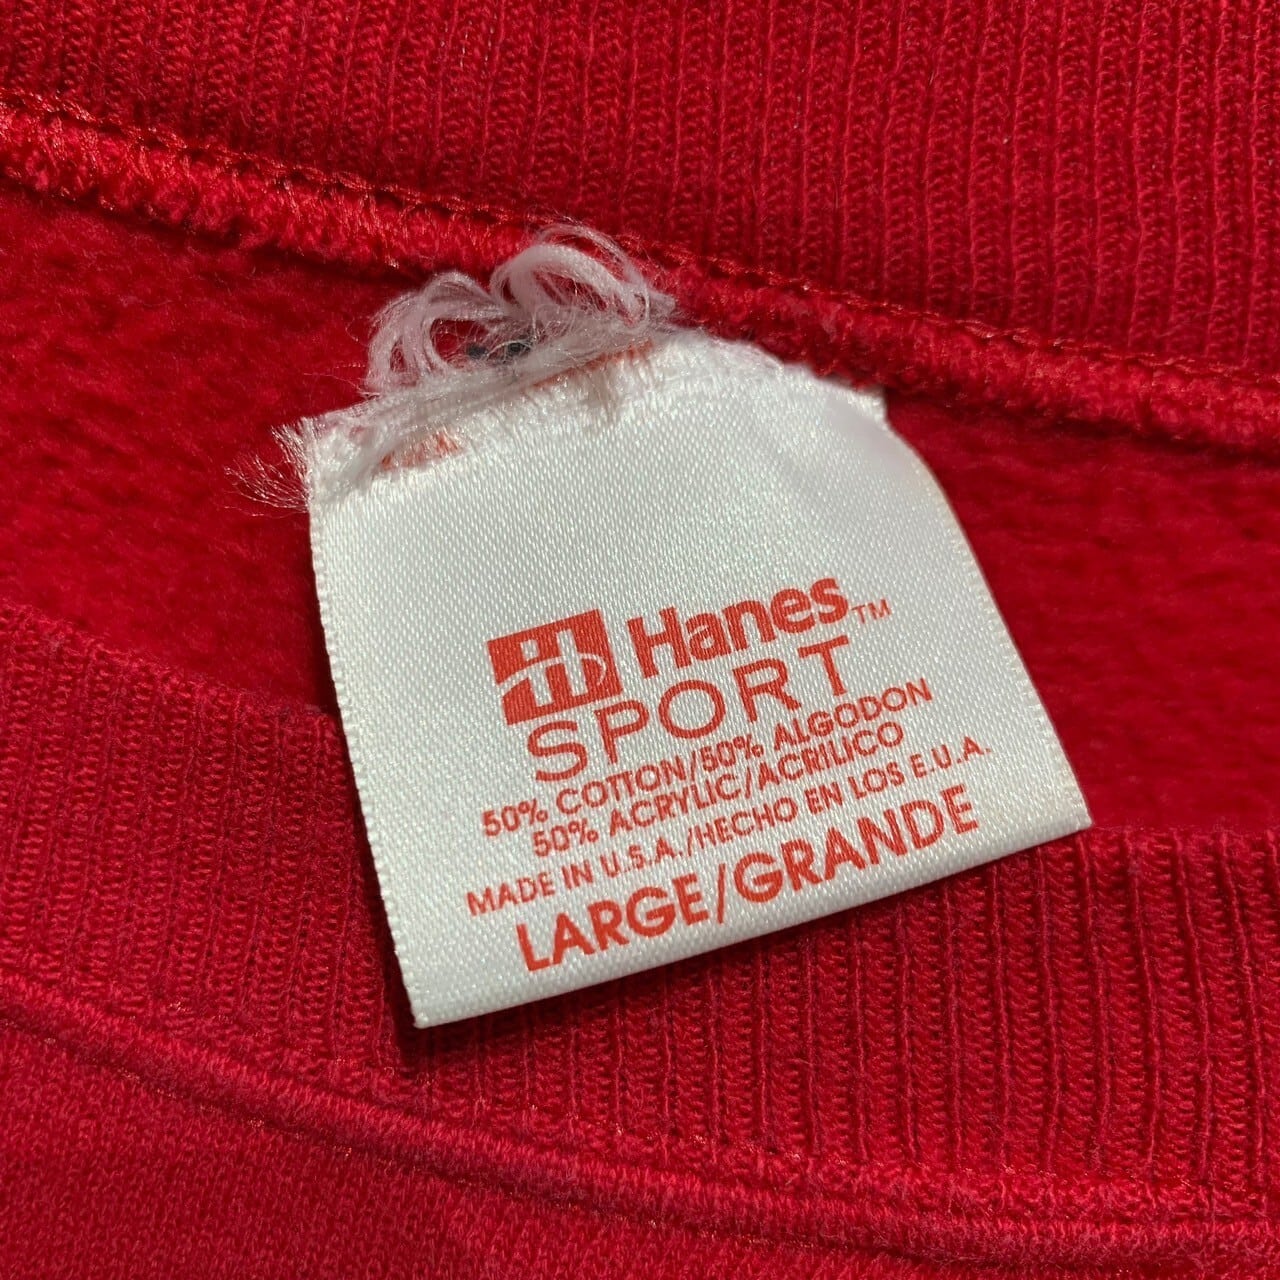 Hanes™
SPORT
50% COTTON/50% ALGODON
50% ACRYLIC/ACRILICO
MADE IN U.S.A./HECHO EN LOS E.U.A.
LARGE/GRANDE